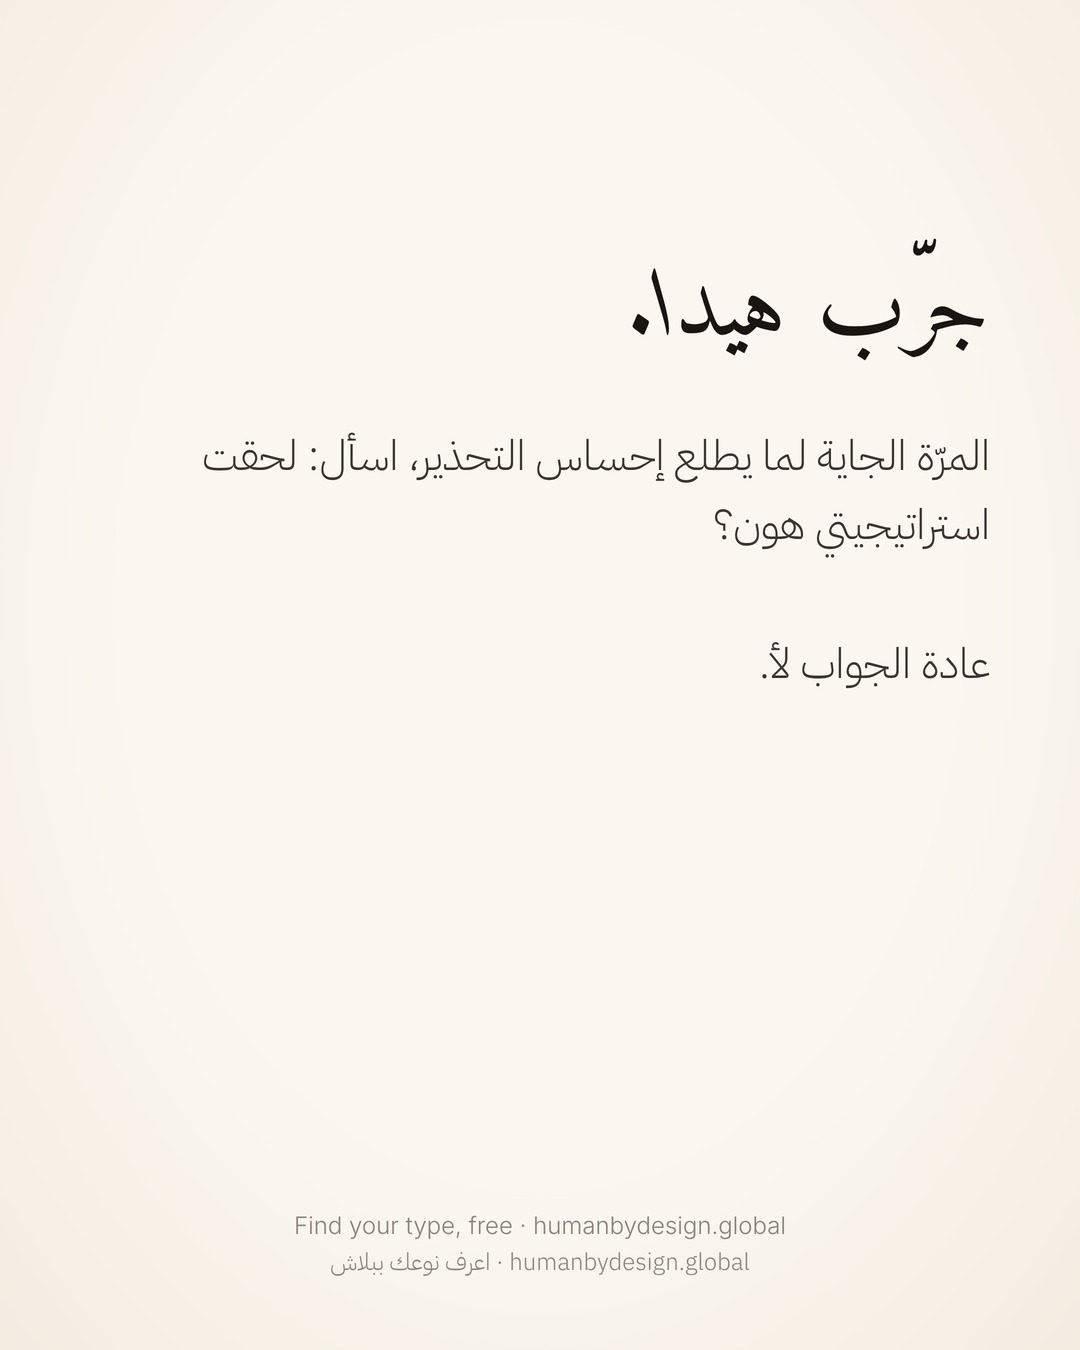 جرّب هيدا.
المرّة الجاية لما يطلع إحساس التحذير، اسأل: لحقت
استراتيجيتي هون؟
عادة الجواب لأ.
Find your type, free · humanbydesign.global
اعرف نوعك ببلاش · humanbydesign.global